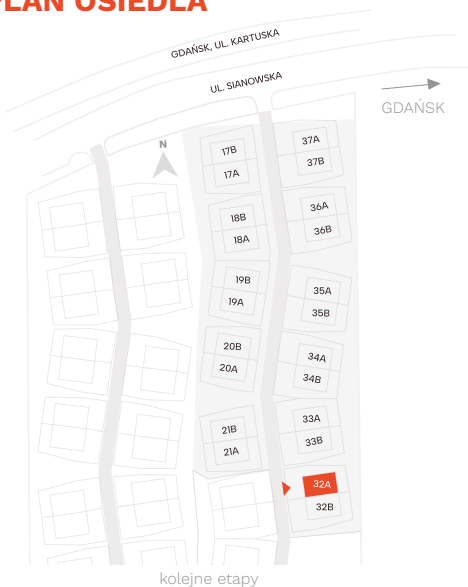 PLAN OSIEDLA
GDAŃSK, UL. KARTUSKA
UL. SIANOWSKA
GDAŃSK
N
17B
17A
37A
37B
18B
18A
36A
36B
19B
19A
35A
35B
20B
20A
34A
34B
21B
21A
33A
33B
32A
32B
kolejne etapy